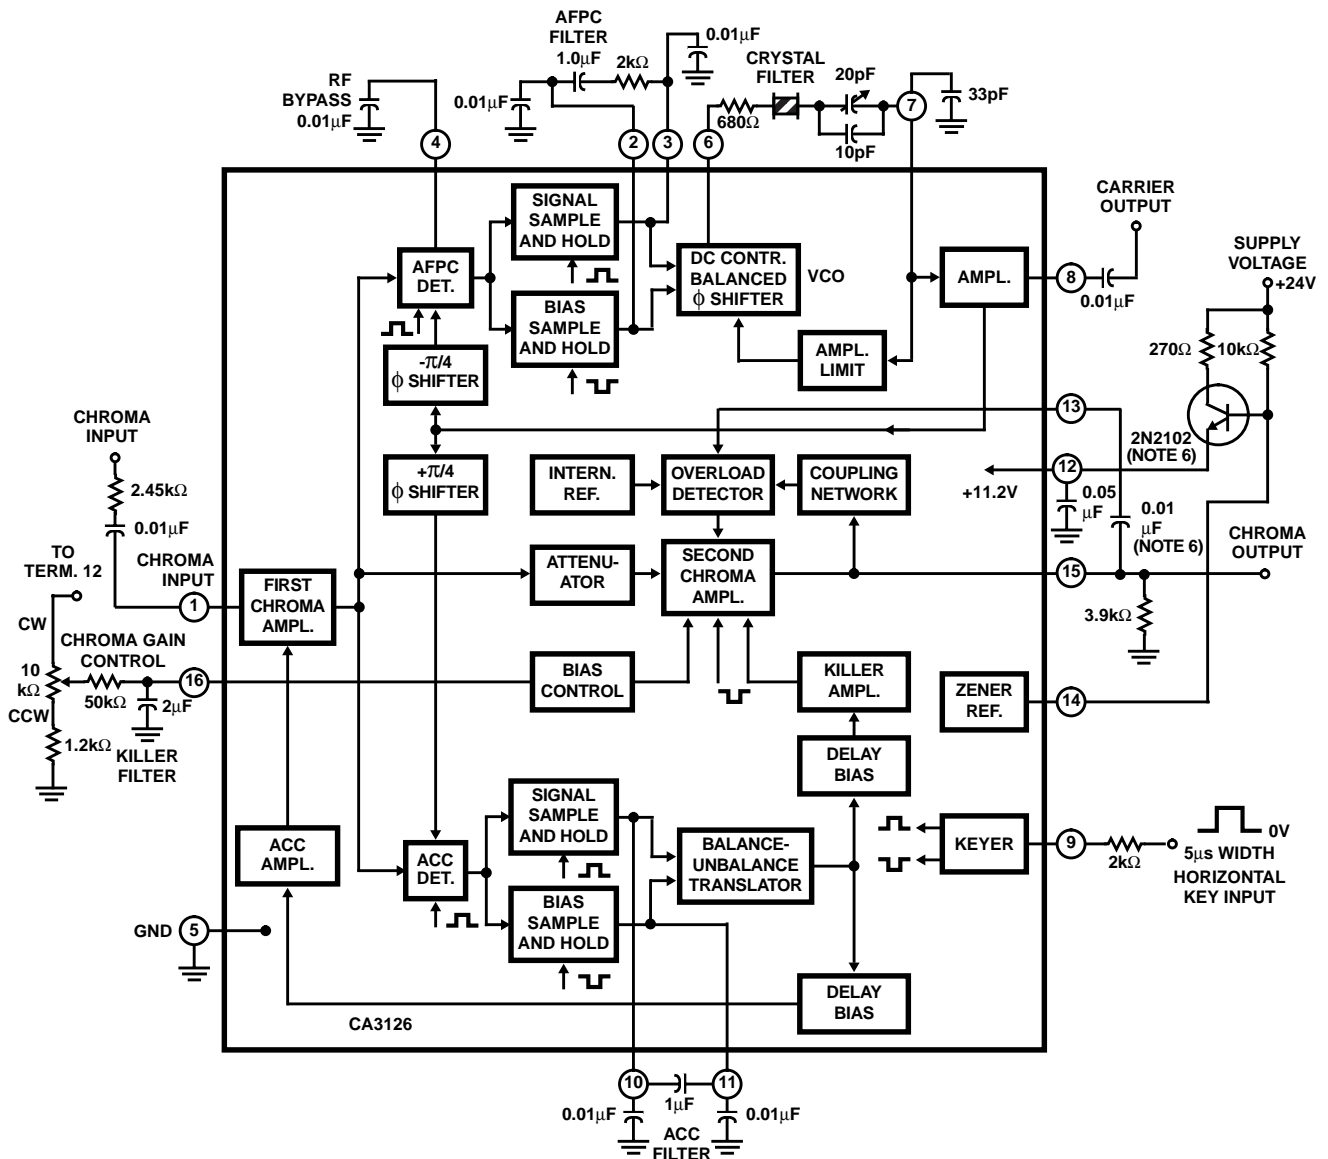 AFPC
FILTER
1.0μF
2kΩ
0.01μF
0.01μF
RF
BYPASS
0.01μF
CRYSTAL
FILTER
680Ω
20pF
10pF
33pF
4
2
3
6
7
SIGNAL
SAMPLE
AND HOLD
AFPC
DET.
BIAS
SAMPLE
AND HOLD
DC CONTR.
BALANCED
ϕ SHIFTER
VCO
AMPL.
8
0.01μF
CARRIER
OUTPUT
SUPPLY
VOLTAGE
+24V
270Ω
10kΩ
-π/4
ϕ SHIFTER
AMPL.
LIMIT
13
2N2102
(NOTE 6)
CHROMA
INPUT
2.45kΩ
0.01μF
+π/4
ϕ SHIFTER
INTERN.
REF.
OVERLOAD
DETECTOR
COUPLING
NETWORK
12
+11.2V
0.05
μF
0.01
μF
(NOTE 6)
CHROMA
OUTPUT
TO
TERM. 12
CHROMA
INPUT
1
FIRST
CHROMA
AMPL.
ATTENU-
ATOR
SECOND
CHROMA
AMPL.
15
3.9kΩ
CW
10
kΩ
CCW
1.2kΩ
CHROMA GAIN
CONTROL
50kΩ
2μF
KILLER
FILTER
16
BIAS
CONTROL
KILLER
AMPL.
ZENER
REF.
14
DELAY
BIAS
SIGNAL
SAMPLE
AND HOLD
ACC
AMPL.
ACC
DET.
BIAS
SAMPLE
AND HOLD
BALANCE-
UNBALANCE
TRANSLATOR
KEYER
9
2kΩ
0V
5μs WIDTH
HORIZONTAL
KEY INPUT
GND
5
DELAY
BIAS
CA3126
10
11
1μF
0.01μF
0.01μF
ACC
FILTER